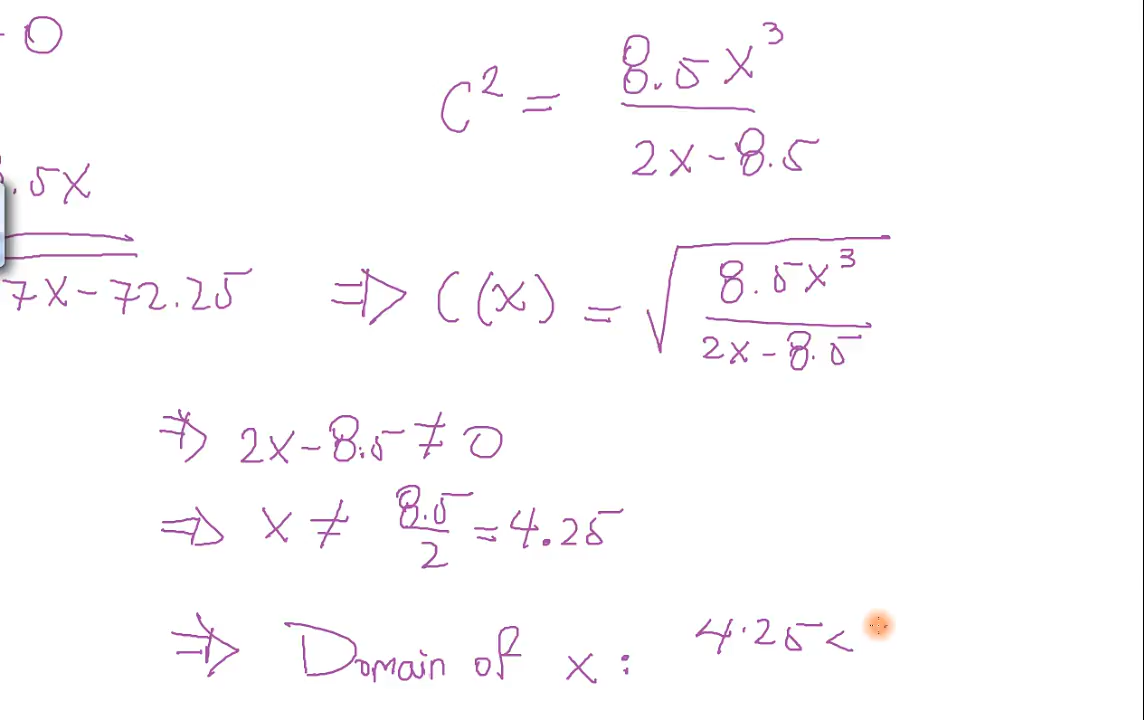 - 0
C² = 8.5x³ / 2x - 8.5
.5x
7x - 72.25 ⇒ C(x) = √(8.5x³ / 2x - 8.5)
⇒ 2x - 8.5 ≠ 0
⇒ x ≠ 8.5 / 2 = 4.25
⇒ Domain of x : 4.25 <